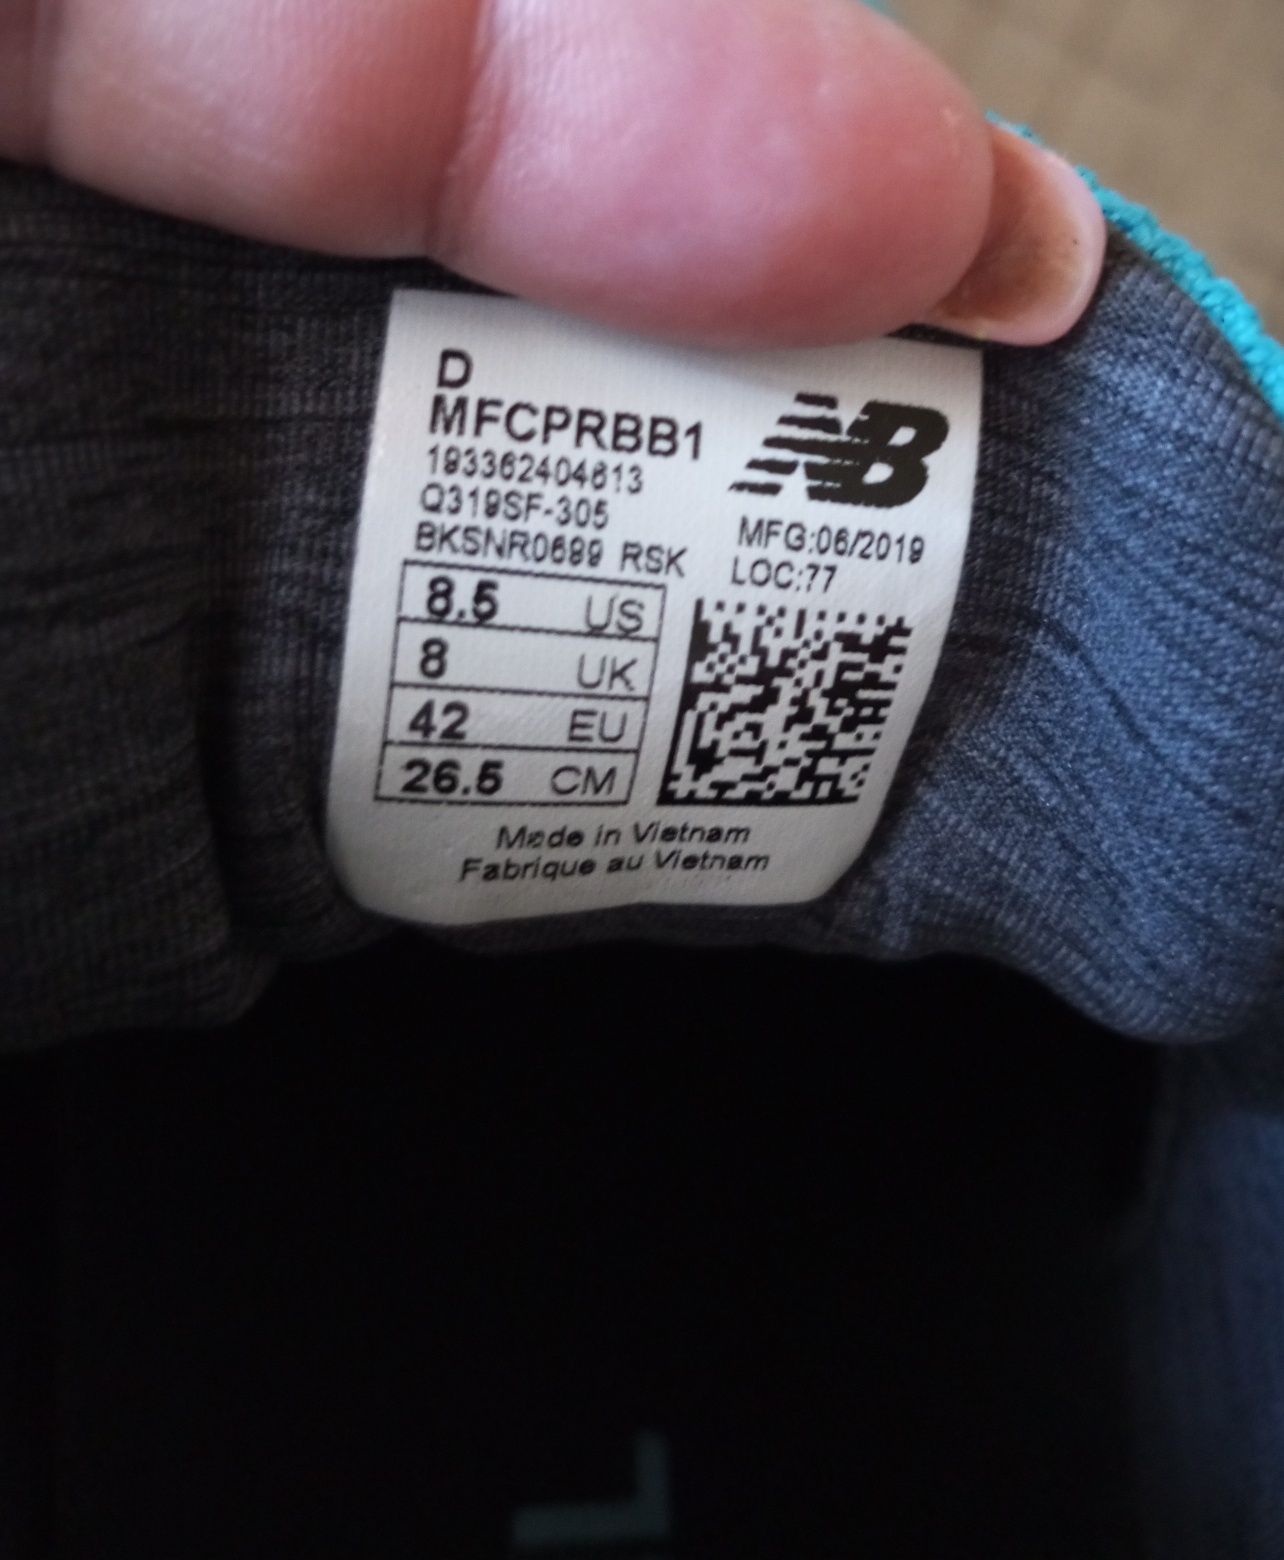 D
MFCPRBB1
193362404613
Q319SF-305
BKSNR0699 RSK
NB
MFG:06/2019
LOC:77
8.5 US
8 UK
42 EU
26.5 CM
Made in Vietnam
Fabrique au Vietnam